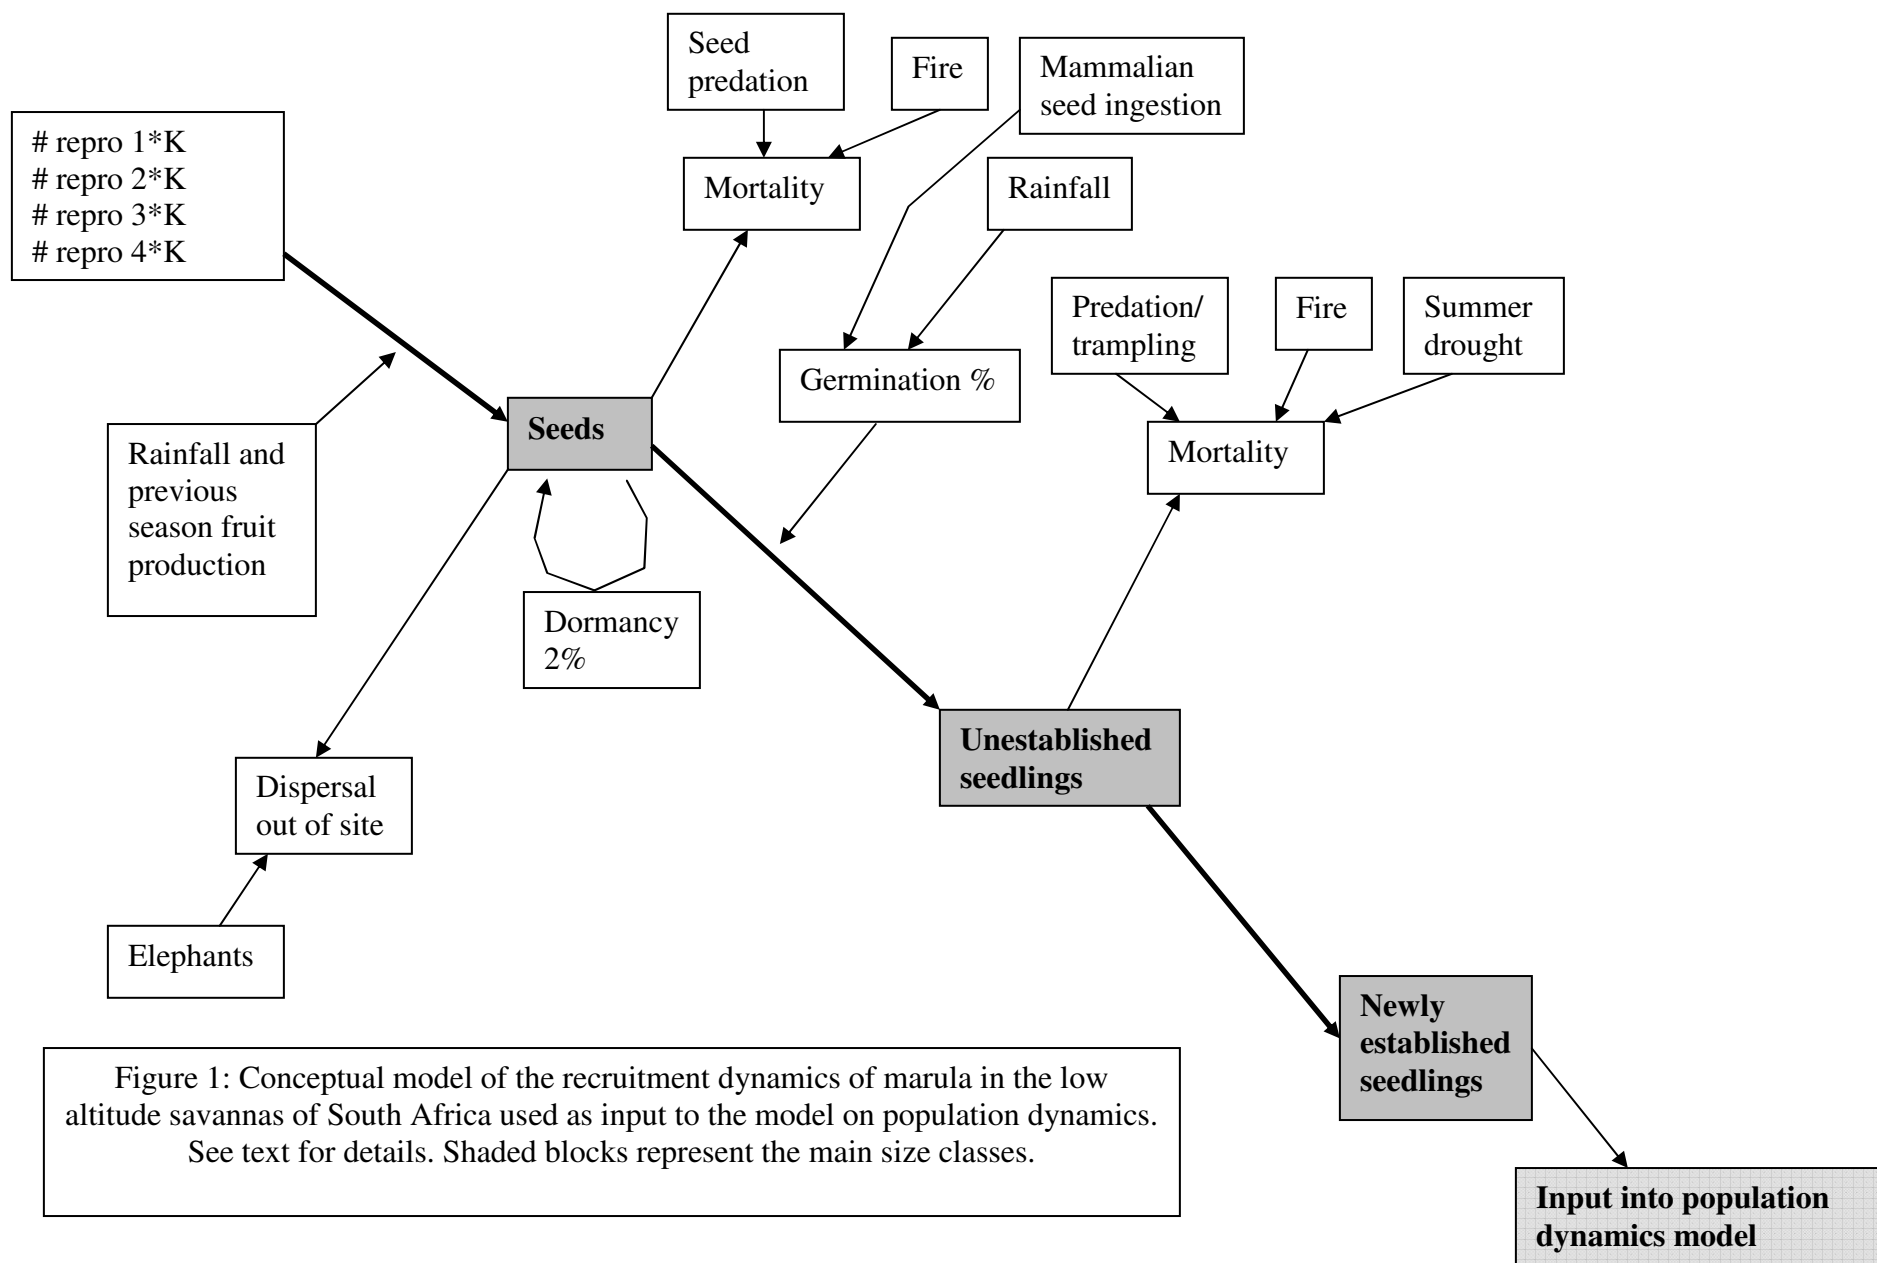 Seed
predation
Fire
Mammalian
seed ingestion
# repro 1*K
# repro 2*K
# repro 3*K
# repro 4*K
Mortality
Rainfall
Predation/
trampling
Fire
Summer
drought
Germination %
Seeds
Mortality
Rainfall and
previous
season fruit
production
Dormancy
2%
Unestablished
seedlings
Dispersal
out of site
Elephants
Newly
established
seedlings
Figure 1: Conceptual model of the recruitment dynamics of marula in the low
altitude savannas of South Africa used as input to the model on population dynamics.
See text for details. Shaded blocks represent the main size classes.
Input into population
dynamics model